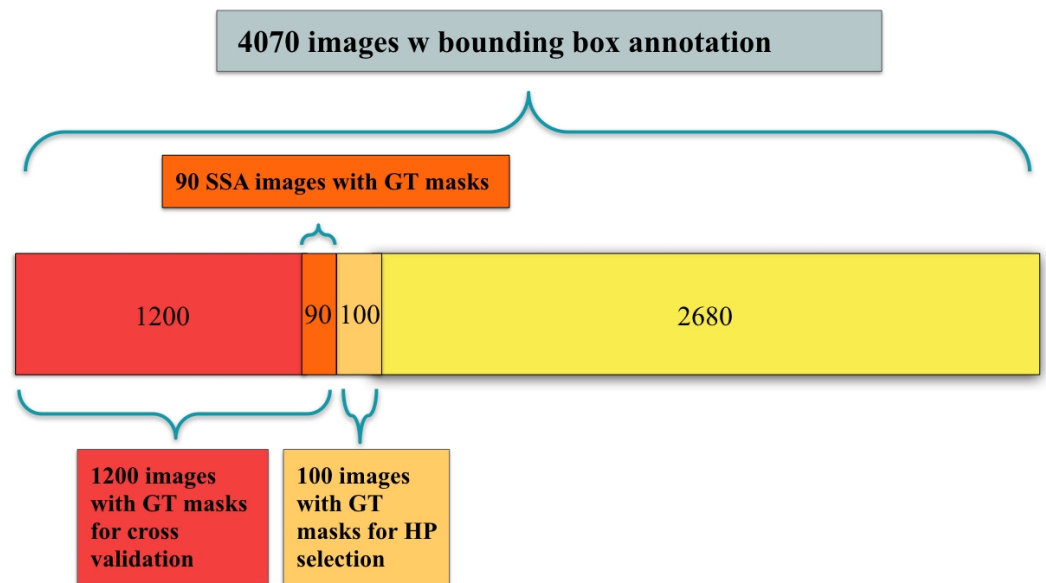 4070 images w bounding box annotation
90 SSA images with GT masks
1200
90
100
2680
1200 images
with GT masks
for cross
validation
100 images
with GT
masks for HP
selection